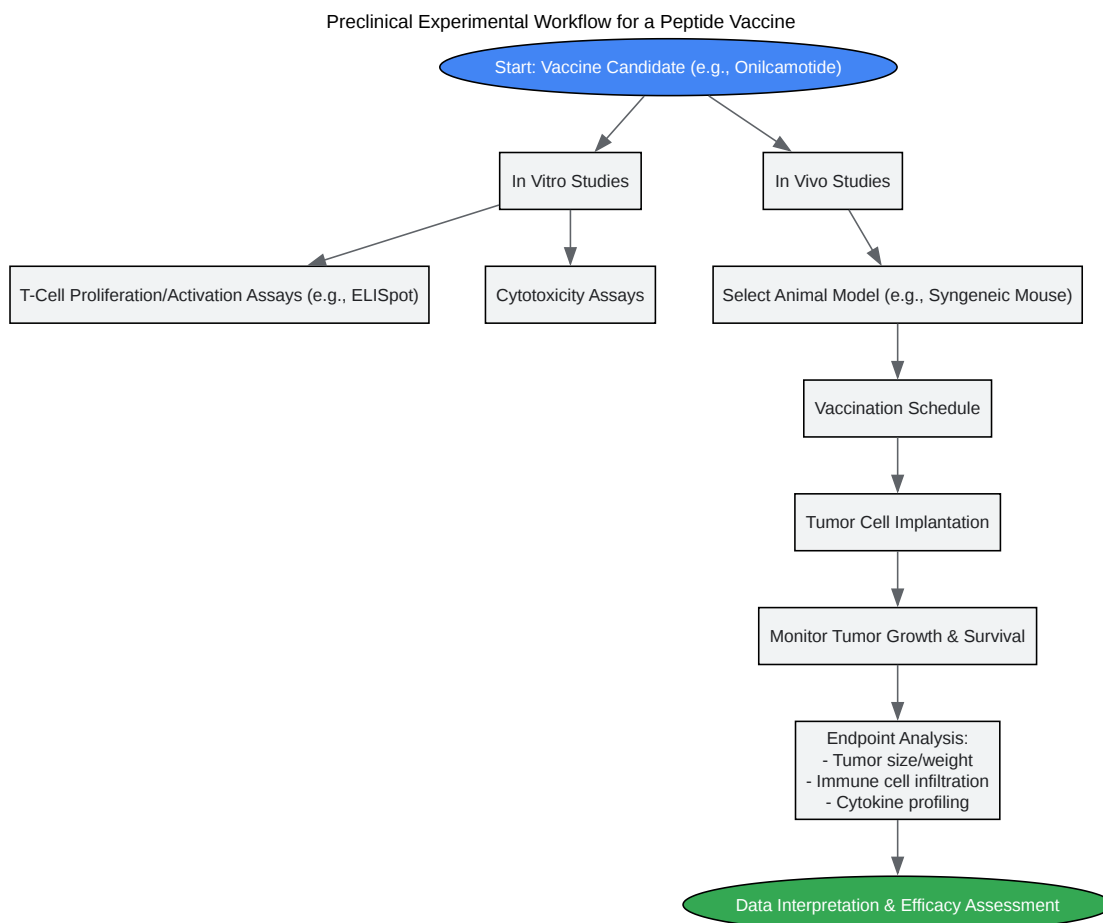 Preclinical Experimental Workflow for a Peptide Vaccine
Start: Vaccine Candidate (e.g., Onilcamotide)
In Vitro Studies
In Vivo Studies
T-Cell Proliferation/Activation Assays (e.g., ELISpot)
Cytotoxicity Assays
Select Animal Model (e.g., Syngeneic Mouse)
Vaccination Schedule
Tumor Cell Implantation
Monitor Tumor Growth & Survival
Endpoint Analysis:
- Tumor size/weight
- Immune cell infiltration
- Cytokine profiling
Data Interpretation & Efficacy Assessment